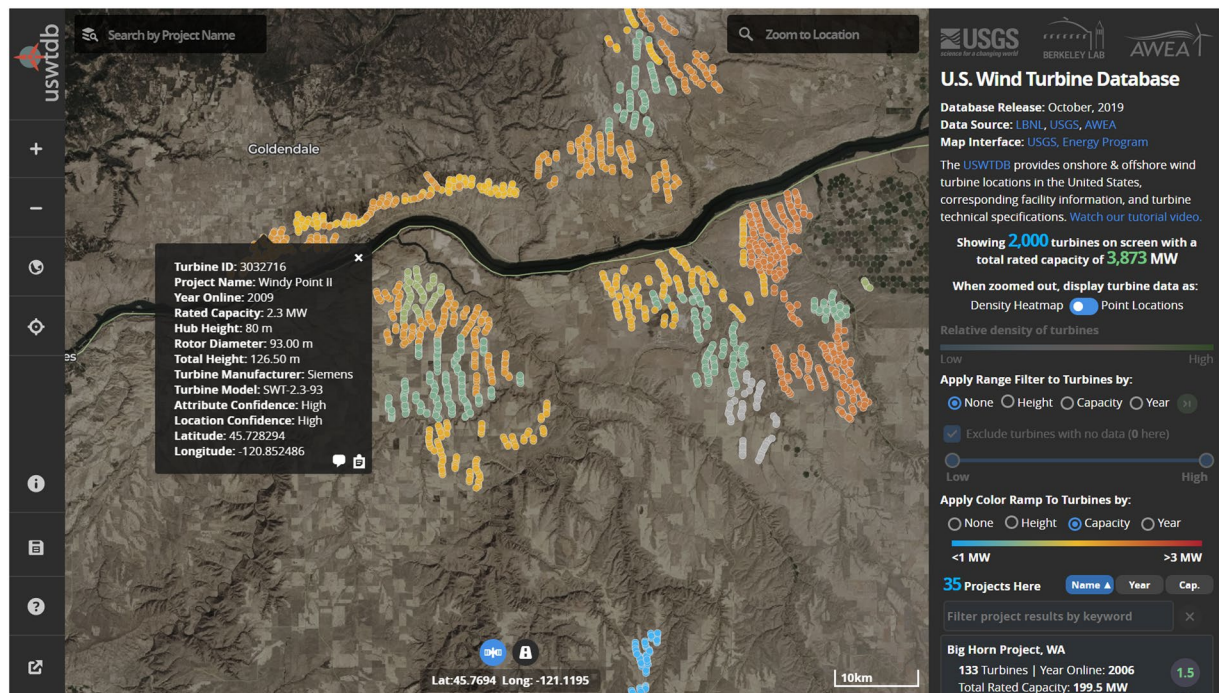 uswtdb
Search by Project Name
Zoom to Location
Goldendale
es
Turbine ID: 3032716
Project Name: Windy Point II
Year Online: 2009
Rated Capacity: 2.3 MW
Hub Height: 80 m
Rotor Diameter: 93.00 m
Total Height: 126.50 m
Turbine Manufacturer: Siemens
Turbine Model: SWT-2.3-93
Attribute Confidence: High
Location Confidence: High
Latitude: 45.728294
Longitude: -120.852486
Lat:45.7694 Long: -121.1195
10km
USGS
science for a changing world
BERKELEY LAB
AWEA
U.S. Wind Turbine Database
Database Release: October, 2019
Data Source: LBNL, USGS, AWEA
Map Interface: USGS, Energy Program
The USWTDB provides onshore & offshore wind
turbine locations in the United States,
corresponding facility information, and turbine
technical specifications. Watch our tutorial video.
Showing 2,000 turbines on screen with a
total rated capacity of 3,873 MW
When zoomed out, display turbine data as:
Density Heatmap Point Locations
Relative density of turbines
Low High
Apply Range Filter to Turbines by:
None Height Capacity Year
Exclude turbines with no data (0 here)
Low High
Apply Color Ramp To Turbines by:
None Height Capacity Year
<1 MW >3 MW
35 Projects Here Name ▲ Year Cap.
Filter project results by keyword
Big Horn Project, WA
133 Turbines | Year Online: 2006
Total Rated Capacity: 199.5 MW
1.5